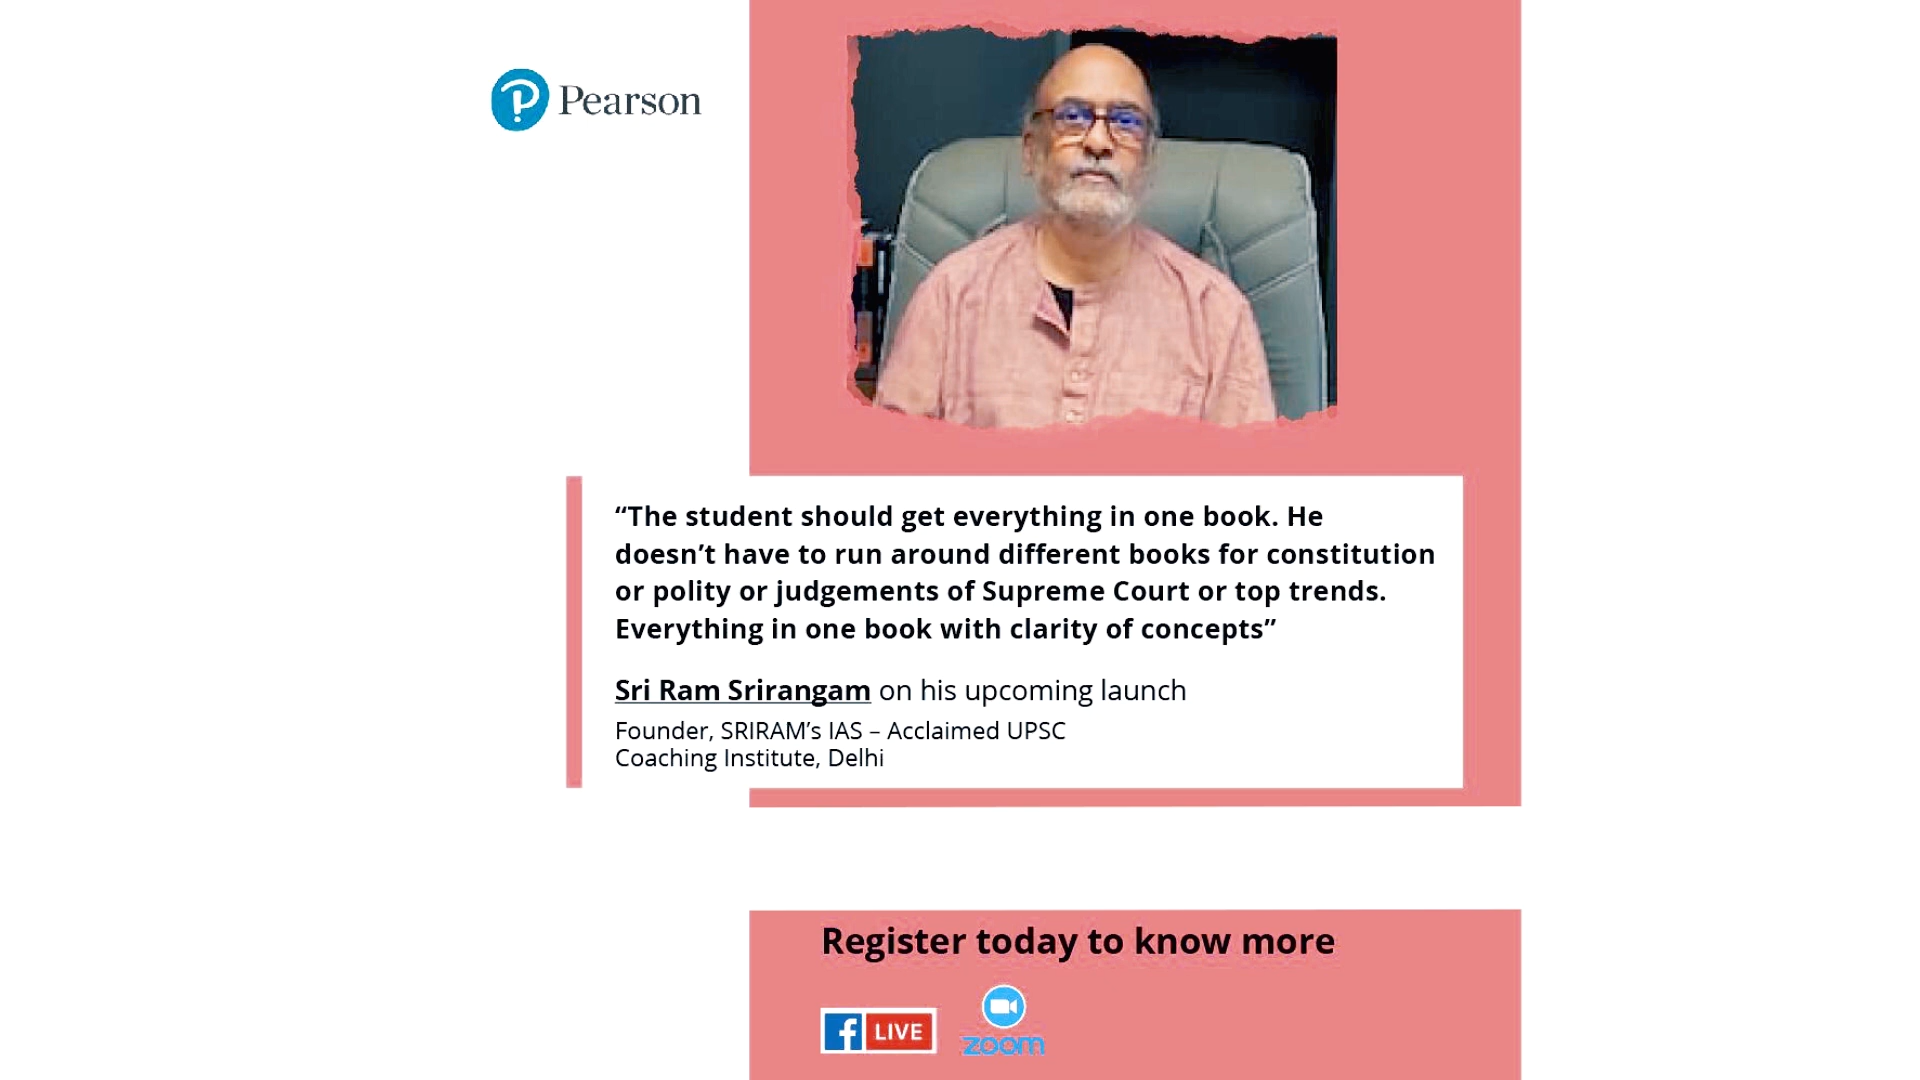 Pearson
“The student should get everything in one book. He
doesn’t have to run around different books for constitution
or polity or judgements of Supreme Court or top trends.
Everything in one book with clarity of concepts”
Sri Ram Srirangam on his upcoming launch
Founder, SRIRAM’s IAS – Acclaimed UPSC
Coaching Institute, Delhi
Register today to know more
f LIVE
zoom